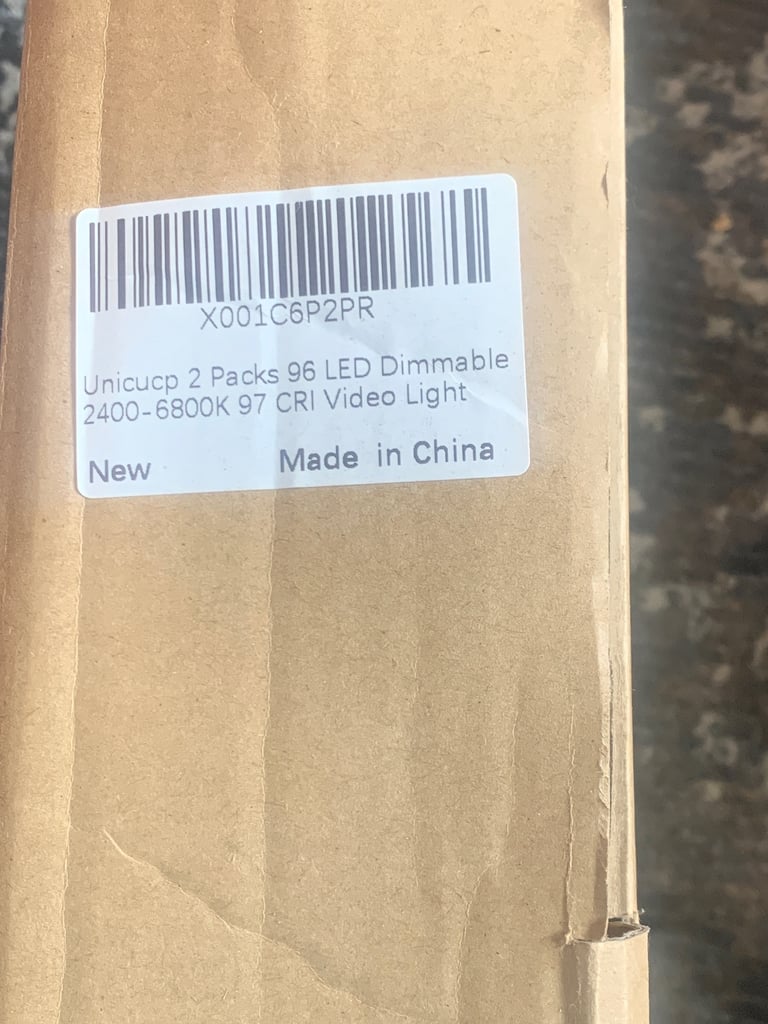 X001C6P2PR
Unicucp 2 Packs 96 LED Dimmable
2400-6800K 97 CRI Video Light
New Made in China